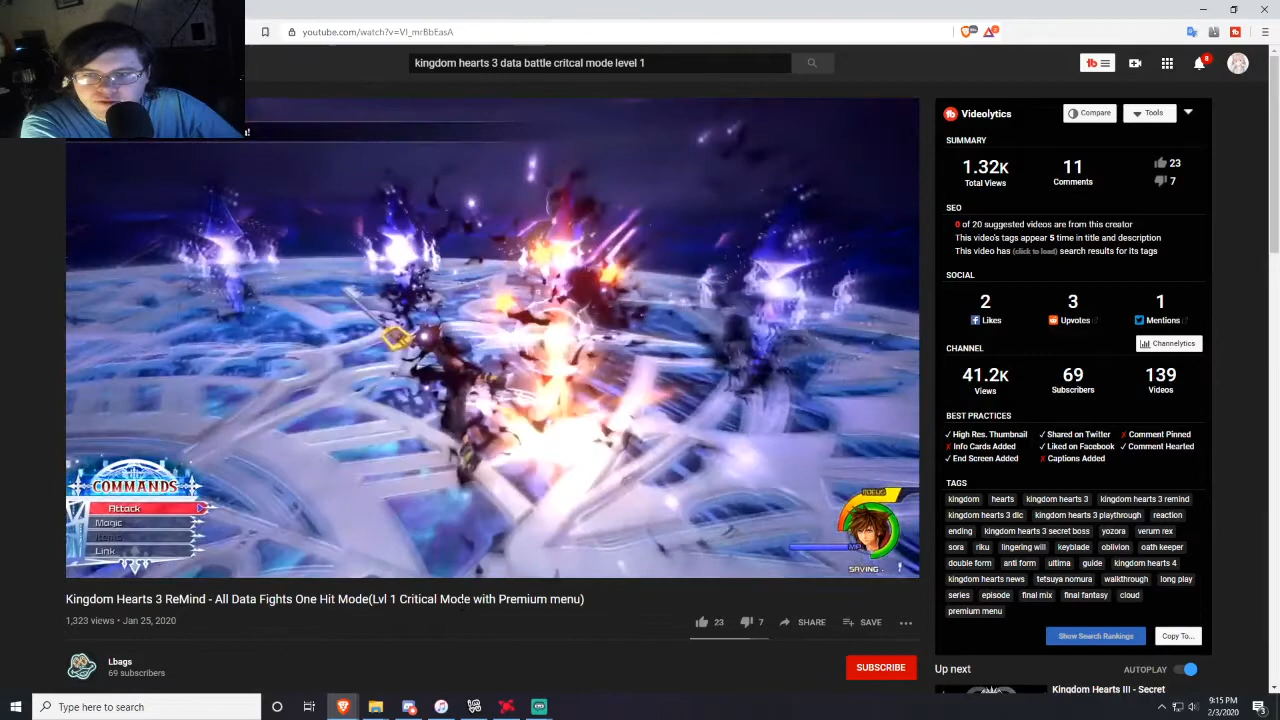 youtube.com/watch?v=VI_mrBbEasA
kingdom hearts 3 data battle critcal mode level 1
8
Videolytics
Compare
Tools
SUMMARY
1.32K
11
23
7
Total Views
Comments
SEO
0 of 20 suggested videos are from this creator
This video's tags appear 5 time in title and description
This video has (click to load) search results for its tags
SOCIAL
2
3
1
Likes
Upvotes
Mentions
CHANNEL
Channelytics
41.2K
69
139
Views
Subscribers
Videos
BEST PRACTICES
✓ High Res. Thumbnail
✓ Shared on Twitter
✗ Comment Pinned
✗ Info Cards Added
✓ Liked on Facebook
✓ Comment Hearted
✓ End Screen Added
✗ Captions Added
TAGS
kingdom hearts kingdom hearts 3 kingdom hearts 3 remind
kingdom hearts 3 dlc kingdom hearts 3 playthrough reaction
ending kingdom hearts 3 secret boss yozora verum rex
sora riku lingering will keyblade oblivion oath keeper
double form anti form ultima guide kingdom hearts 4
kingdom hearts news tetsuya nomura walkthrough long play
series episode final mix final fantasy cloud
premium menu
Show Search Rankings
Copy To...
COMMANDS
Attack
Magic
Items
Link
FOCUS
MP
SAVING -
Kingdom Hearts 3 ReMind - All Data Fights One Hit Mode(Lvl 1 Critical Mode with Premium menu)
1,323 views • Jan 25, 2020
23
7
SHARE
SAVE
Lbags
69 subscribers
SUBSCRIBE
Up next
AUTOPLAY
Kingdom Hearts III - Secret
Type here to search
9:15 PM
2/3/2020
3